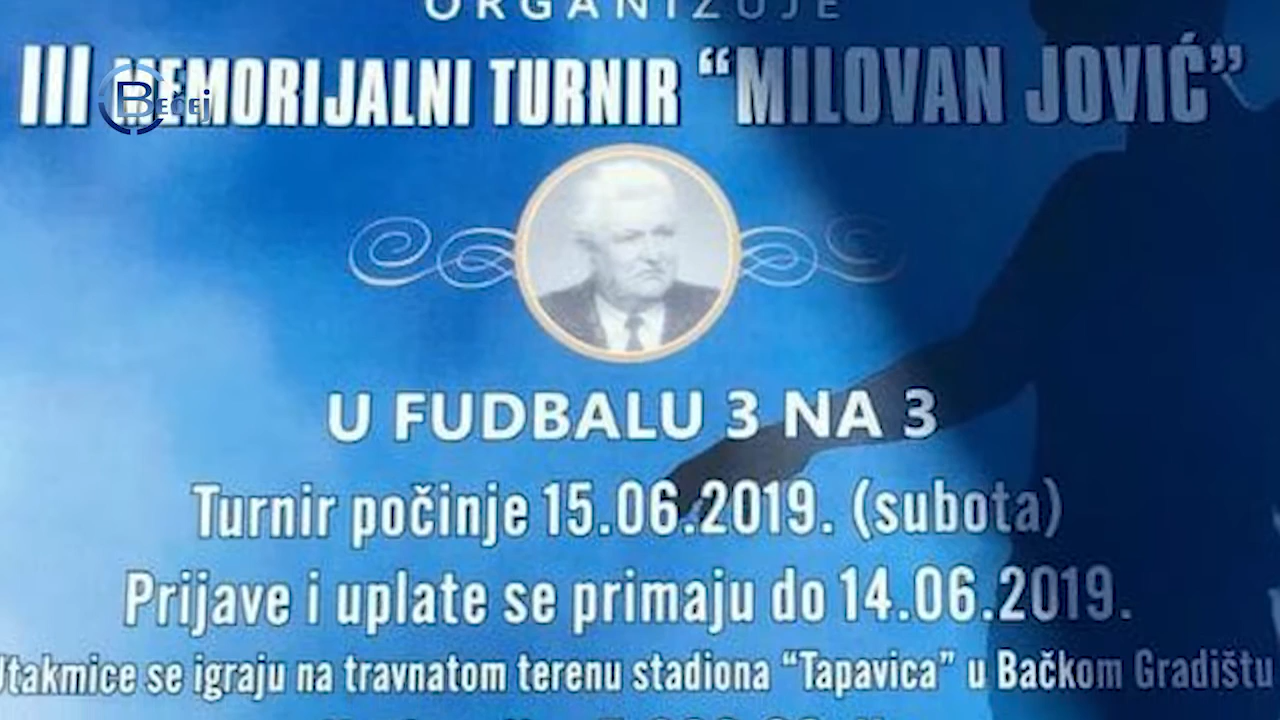 ORGANIZUJE
III MEMORIJALNI TURNIR “MILOVAN JOVIĆ”
BEČEJ
U FUDBALU 3 NA 3
Turnir počinje 15.06.2019. (subota)
Prijave i uplate se primaju do 14.06.2019.
Utakmice se igraju na travnatom terenu stadiona “Tapavica” u Bačkom Gradištu